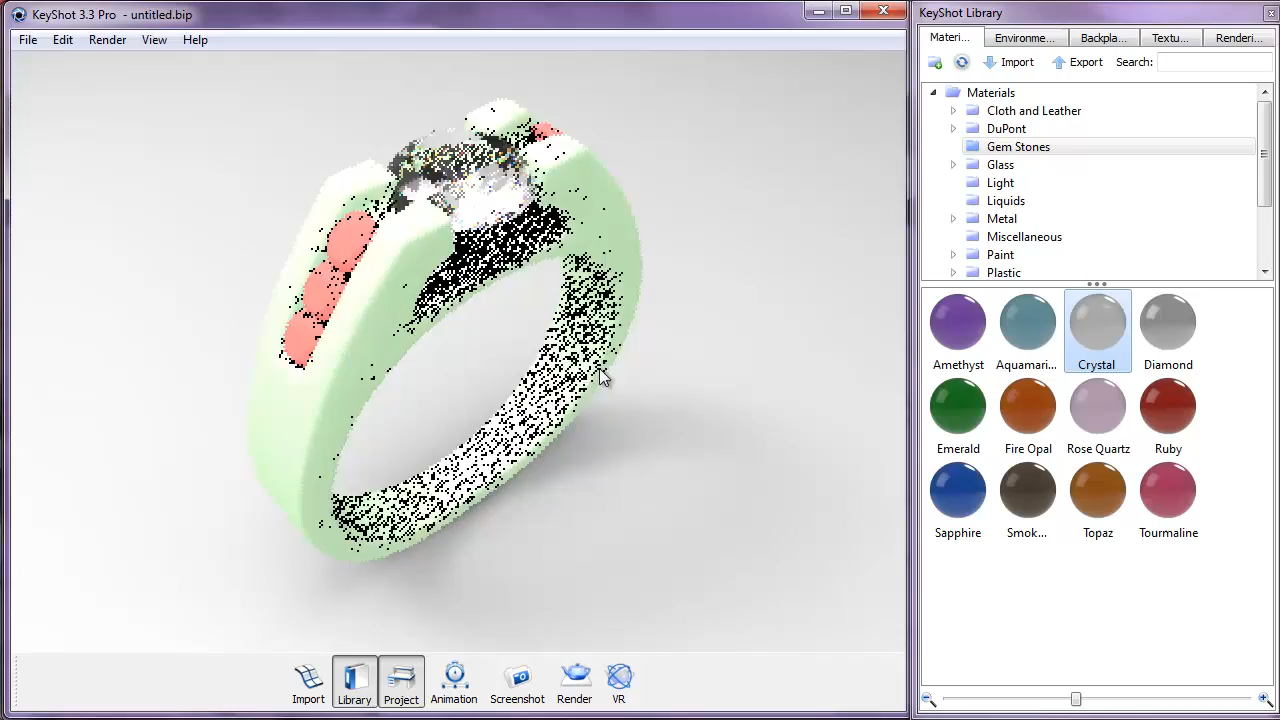 KeyShot 3.3 Pro - untitled.bip
File Edit Render View Help
Import Library Project Animation Screenshot Render VR
KeyShot Library
Materi... Environme... Backpla... Textu... Renderi...
Import Export Search:
Materials
Cloth and Leather
DuPont
Gem Stones
Glass
Light
Liquids
Metal
Miscellaneous
Paint
Plastic
Amethyst Aquamari... Crystal Diamond
Emerald Fire Opal Rose Quartz Ruby
Sapphire Smok... Topaz Tourmaline